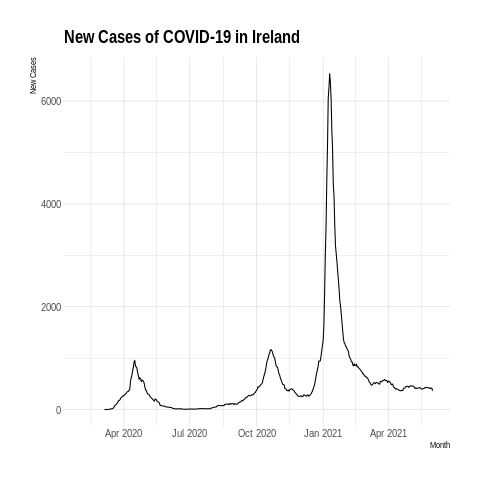 New Cases of COVID-19 in Ireland
New Cases
6000
4000
2000
0
Apr 2020 Jul 2020 Oct 2020 Jan 2021 Apr 2021
Month